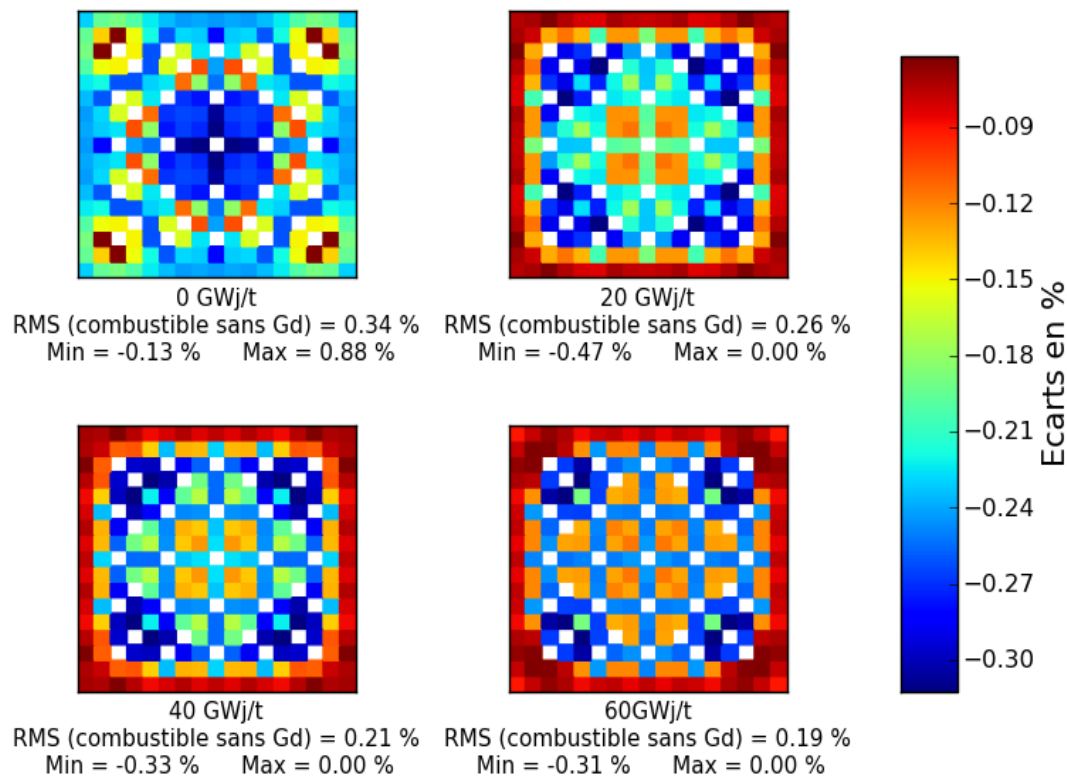 0 GWj/t
RMS (combustible sans Gd) = 0.34 %
Min = -0.13 % Max = 0.88 %
20 GWj/t
RMS (combustible sans Gd) = 0.26 %
Min = -0.47 % Max = 0.00 %
40 GWj/t
RMS (combustible sans Gd) = 0.21 %
Min = -0.33 % Max = 0.00 %
60GWj/t
RMS (combustible sans Gd) = 0.19 %
Min = -0.31 % Max = 0.00 %
−0.09
−0.12
−0.15
−0.18
−0.21
−0.24
−0.27
−0.30
Ecarts en %